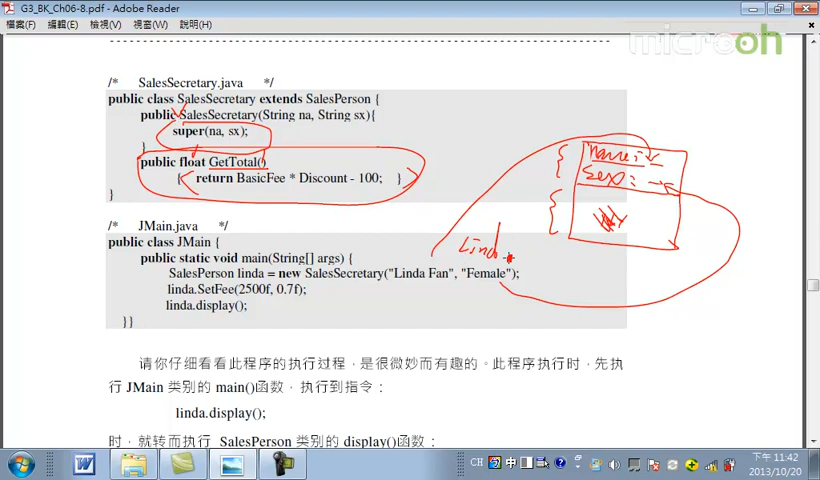 G3_BK_Ch06-8.pdf - Adobe Reader
檔案(F) 編輯(E) 檢視(V) 視窗(W) 說明(H)
microoh
/* SalesSecretary.java */
public class SalesSecretary extends SalesPerson {
public SalesSecretary(String na, String sx){
super(na, sx);
}
public float GetTotal()
{ return BasicFee * Discount - 100; }
}
name:
Sex:
/* JMain.java */
public class JMain {
public static void main(String[] args) {
Linda
SalesPerson linda = new SalesSecretary("Linda Fan", "Female");
linda.SetFee(2500f, 0.7f);
linda.display();
}}
请你仔细看看此程序的执行过程，是很微妙而有趣的。此程序执行时，先执
行 JMain 类别的 main()函数，执行到指令：
linda.display();
时，就转而执行 SalesPerson 类别的 display()函数：
CH 中
下午 11:42
2013/10/20